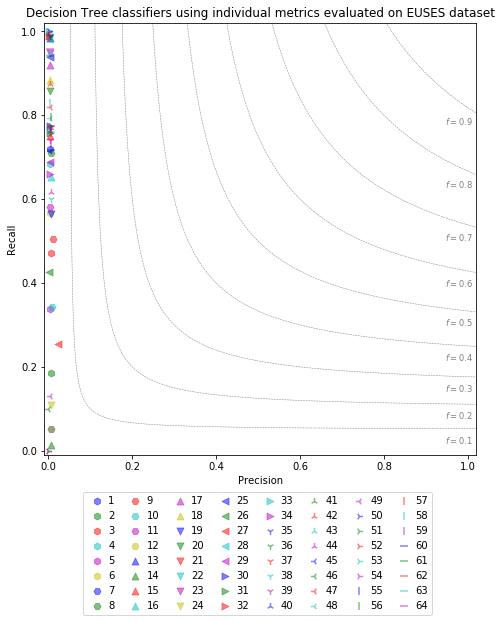 Decision Tree classifiers using individual metrics evaluated on EUSES dataset
1.0
f = 0.9
0.8
f = 0.8
f = 0.7
0.6
f = 0.6
Recall
0.4
f = 0.5
f = 0.4
0.2
f = 0.3
f = 0.2
f = 0.1
0.0
0.0 0.2 0.4 0.6 0.8 1.0
Precision
1 9 17 25 33 41 49 57
2 10 18 26 34 42 50 58
3 11 19 27 35 43 51 59
4 12 20 28 36 44 52 60
5 13 21 29 37 45 53 61
6 14 22 30 38 46 54 62
7 15 23 31 39 47 55 63
8 16 24 32 40 48 56 64